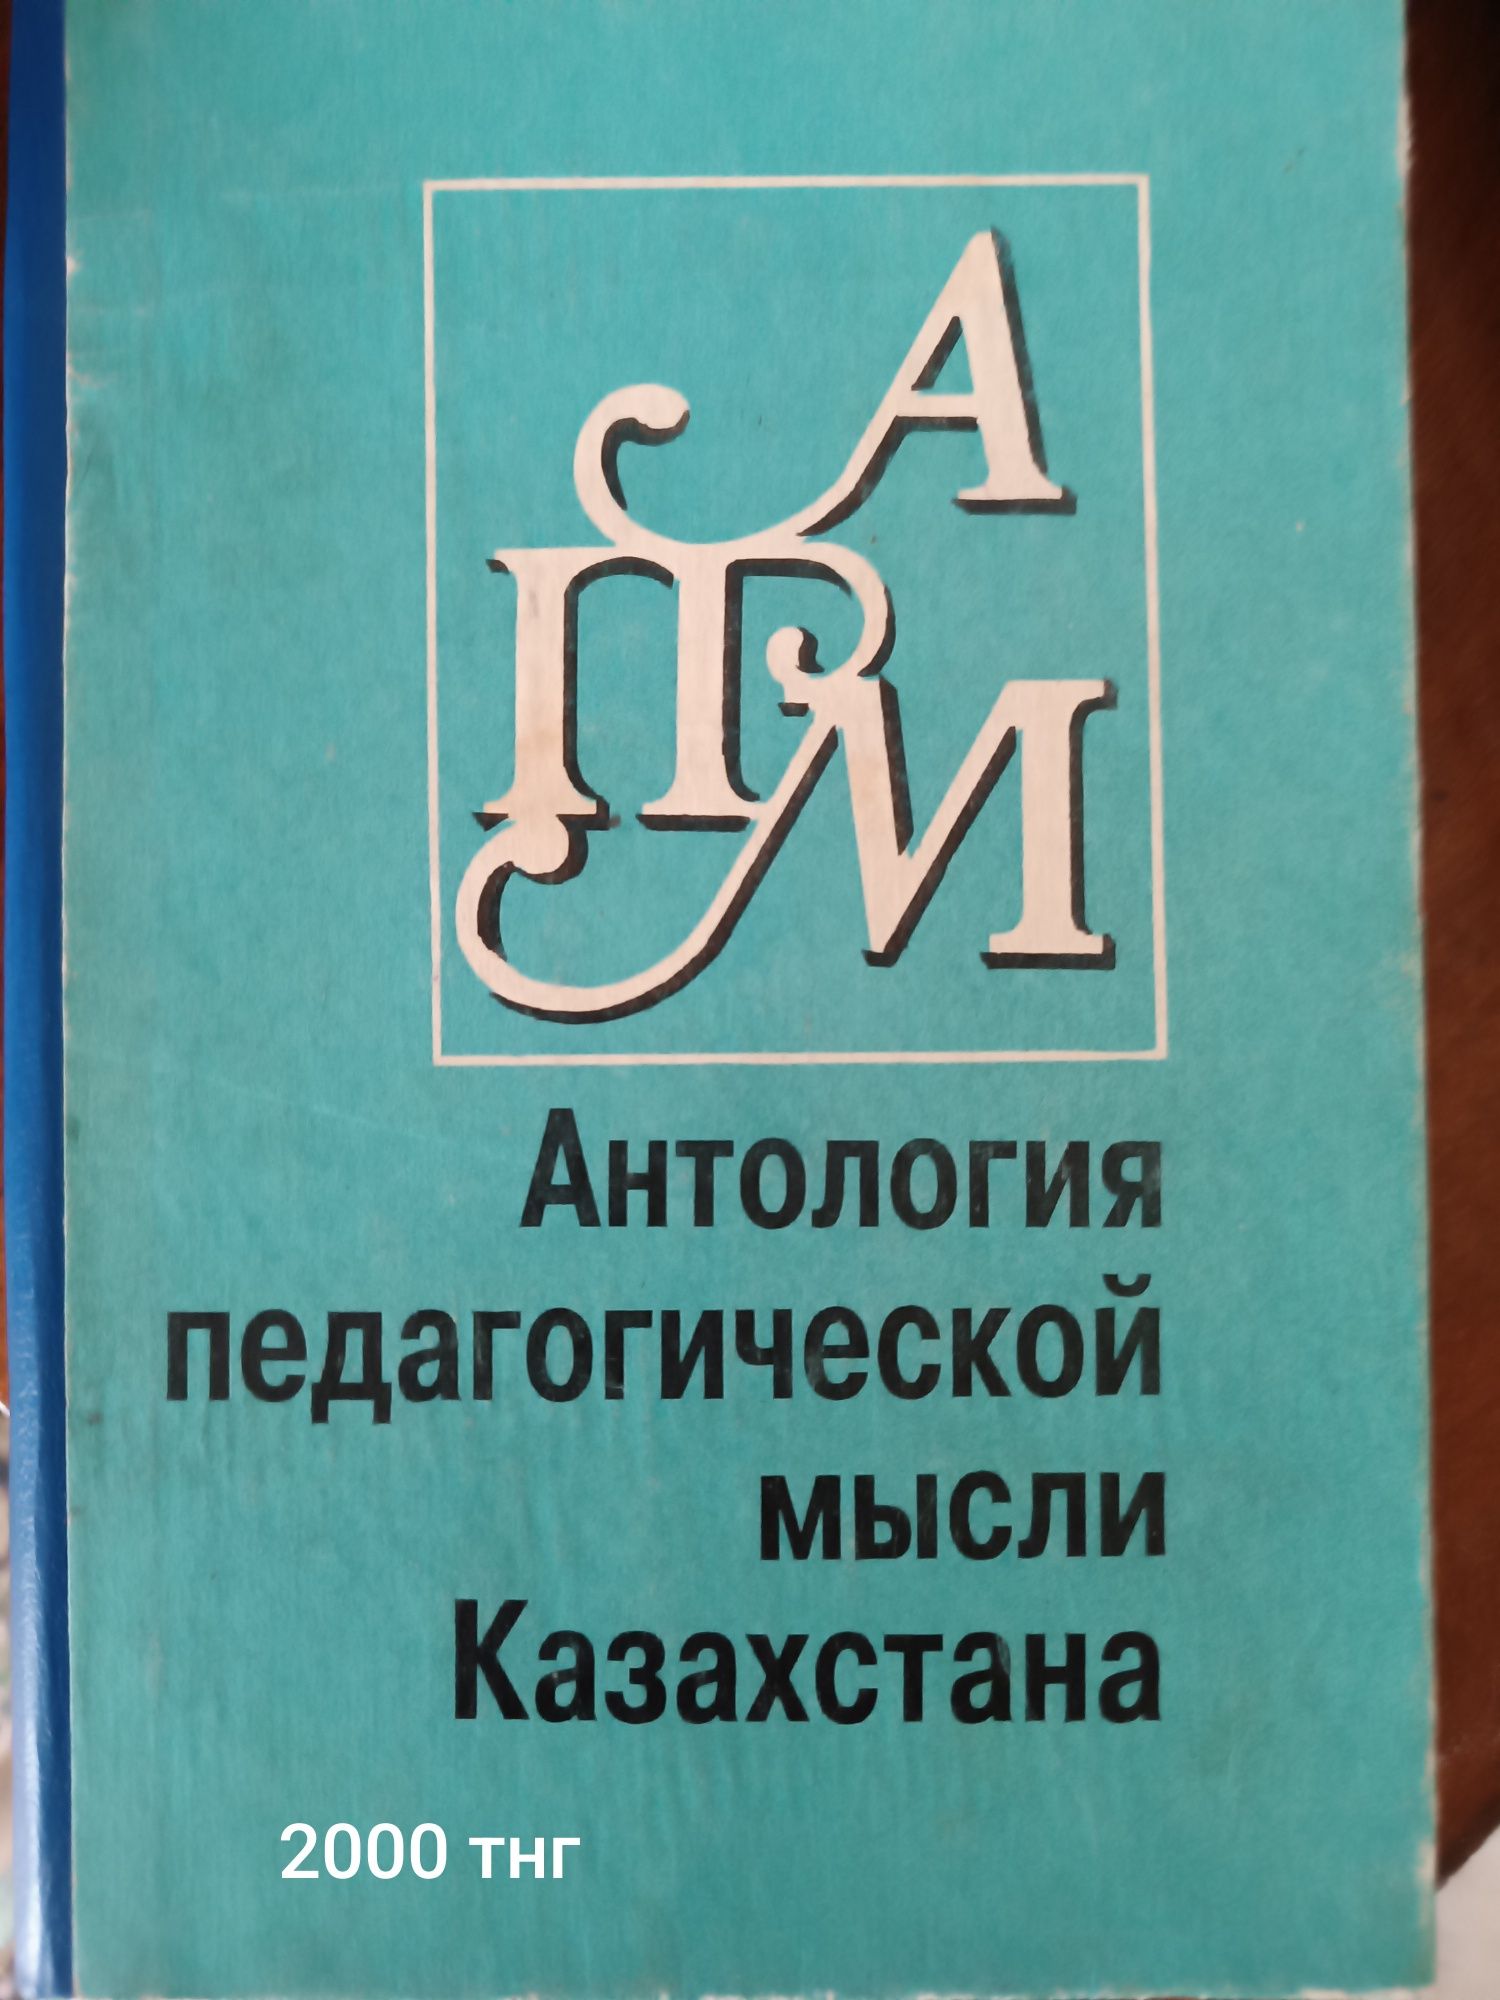 А
П
М
Антология
педагогической
мысли
Казахстана
2000 тнг